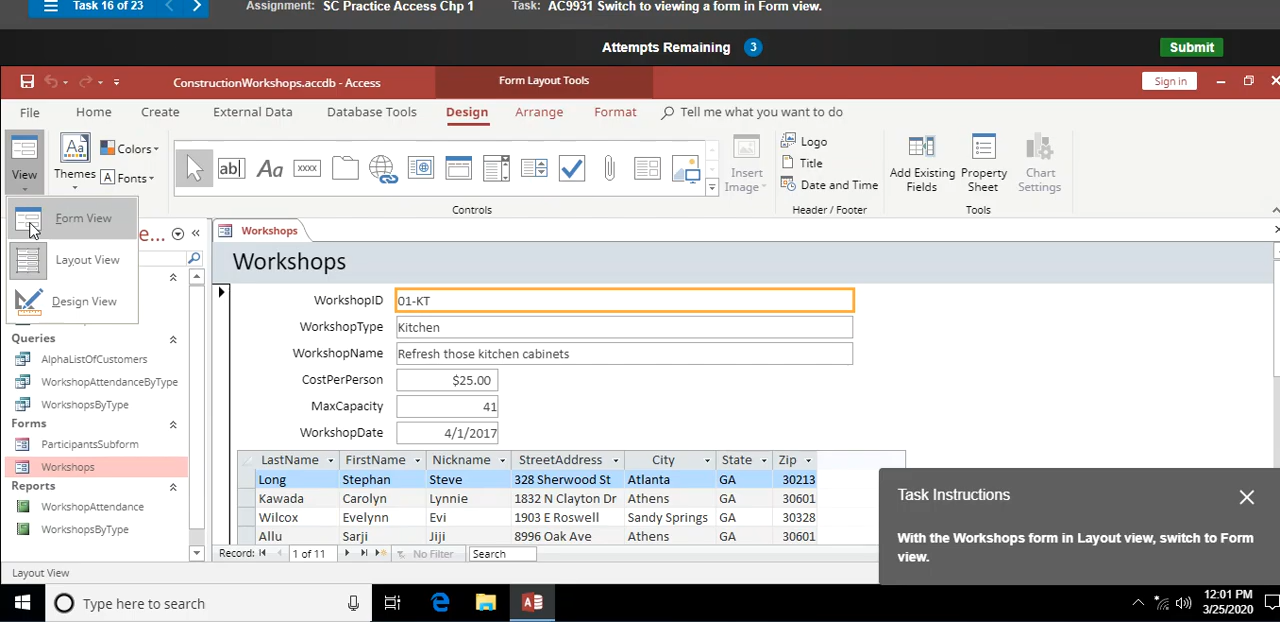 Task 16 of 23
Assignment: SC Practice Access Chp 1 Task: AC9931 Switch to viewing a form in Form view.
Attempts Remaining 3
Submit
ConstructionWorkshops.accdb - Access
Form Layout Tools
Sign in
File Home Create External Data Database Tools Design Arrange Format Tell me what you want to do
View
Themes
Colors
Fonts
ab|
Aa
xxxx
Controls
Insert Image
Logo
Title
Date and Time
Header / Footer
Add Existing Fields
Property Sheet
Chart Settings
Tools
Form View
Layout View
Design View
e...
Queries
AlphaListOfCustomers
WorkshopAttendanceByType
WorkshopsByType
Forms
ParticipantsSubform
Workshops
Reports
WorkshopAttendance
WorkshopsByType
Workshops
Workshops
WorkshopID 01-KT
WorkshopType Kitchen
WorkshopName Refresh those kitchen cabinets
CostPerPerson $25.00
MaxCapacity 41
WorkshopDate 4/1/2017
LastName FirstName Nickname StreetAddress City State Zip
Long Stephan Steve 328 Sherwood St Atlanta GA 30213
Kawada Carolyn Lynnie 1832 N Clayton Dr Athens GA 30601
Wilcox Evelynn Evi 1903 E Roswell Sandy Springs GA 30328
Allu Sarji Jiji 8996 Oak Ave Athens GA 30601
Record: 1 of 11 No Filter Search
Task Instructions
With the Workshops form in Layout view, switch to Form
view.
Layout View
Type here to search
12:01 PM
3/25/2020